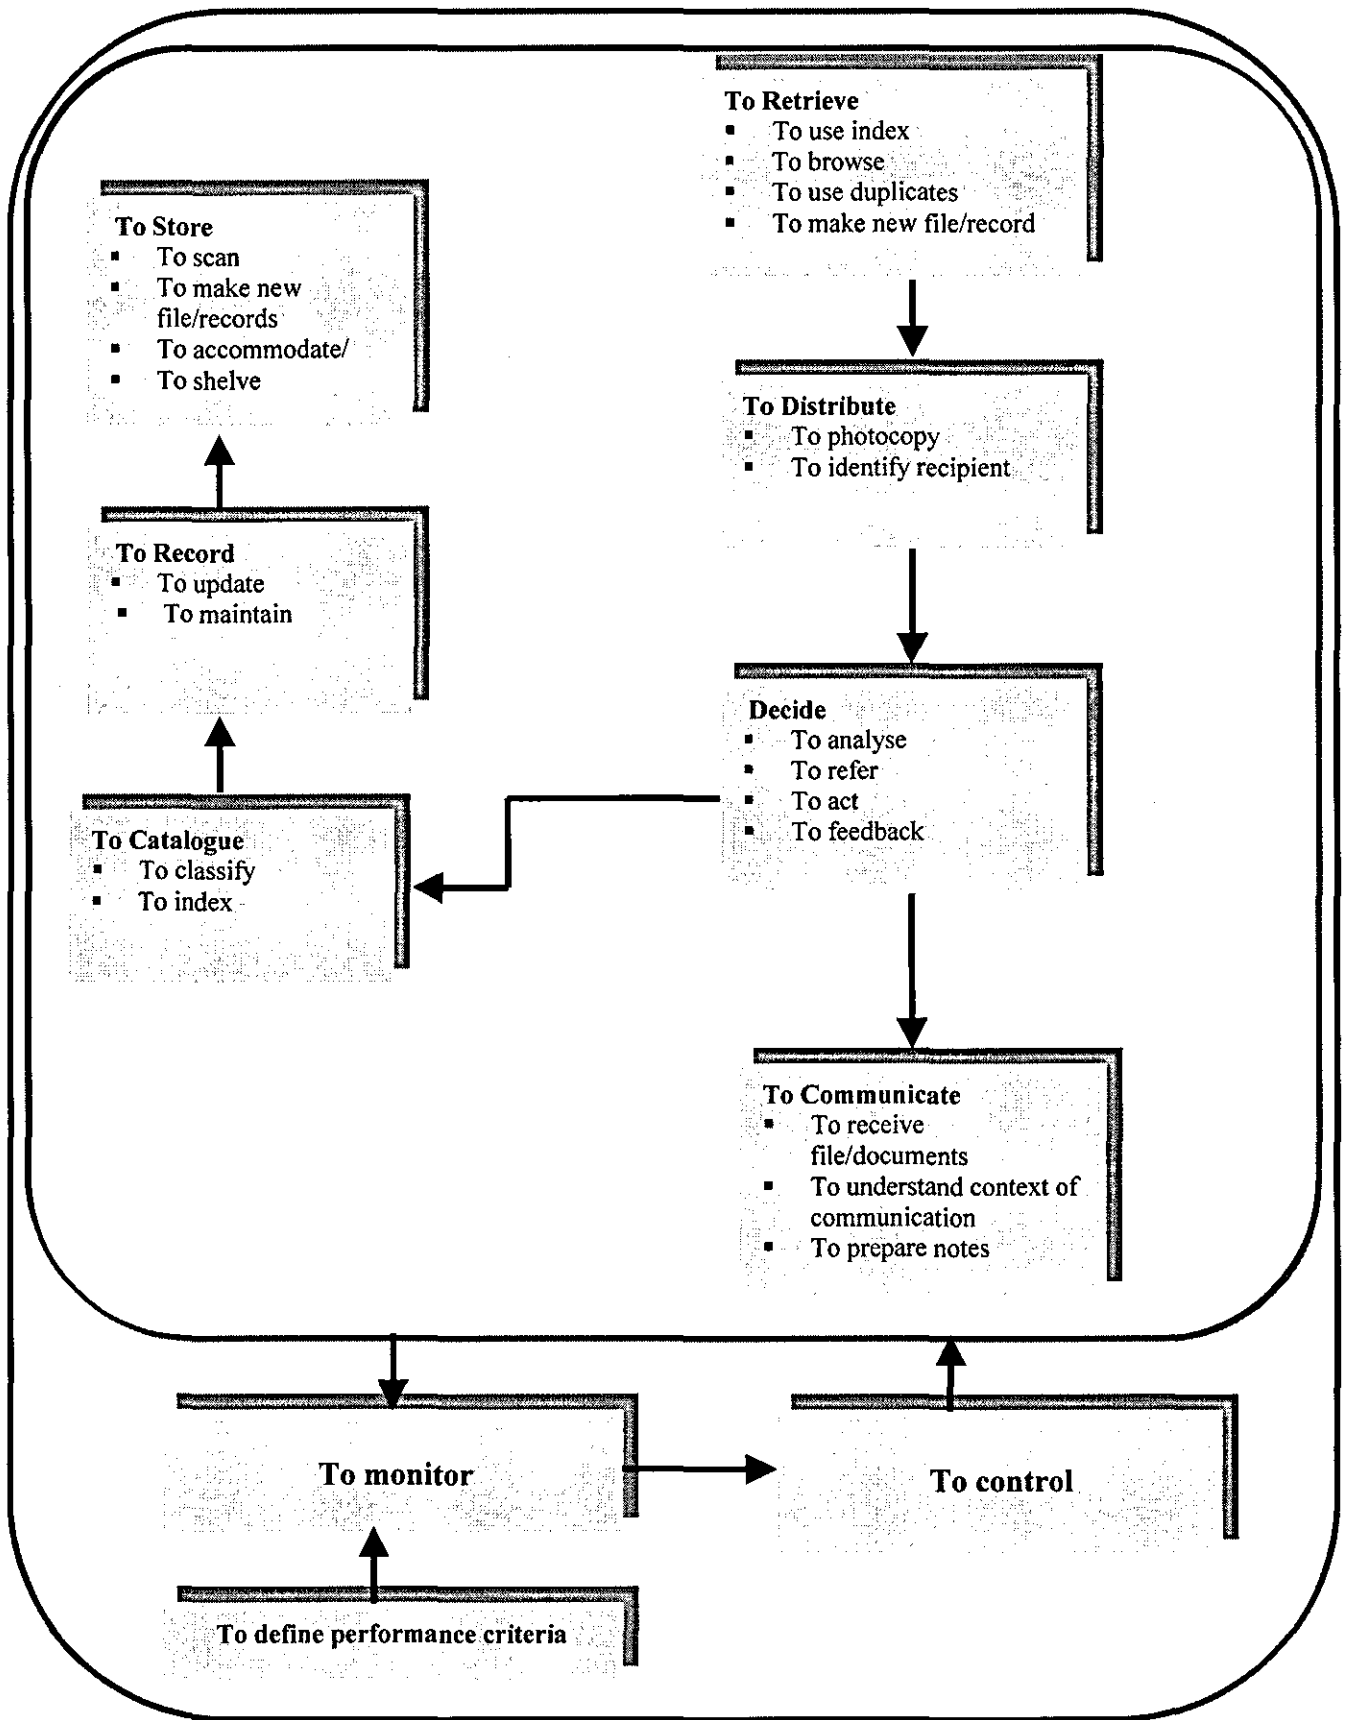 To Retrieve
▪ To use index
▪ To browse
▪ To use duplicates
▪ To make new file/record
To Store
▪ To scan
▪ To make new
file/records
▪ To accommodate/
▪ To shelve
To Distribute
▪ To photocopy
▪ To identify recipient
To Record
▪ To update
▪ To maintain
Decide
▪ To analyse
▪ To refer
▪ To act
▪ To feedback
To Catalogue
▪ To classify
▪ To index
To Communicate
▪ To receive
file/documents
▪ To understand context of
communication
▪ To prepare notes
To monitor
To control
To define performance criteria